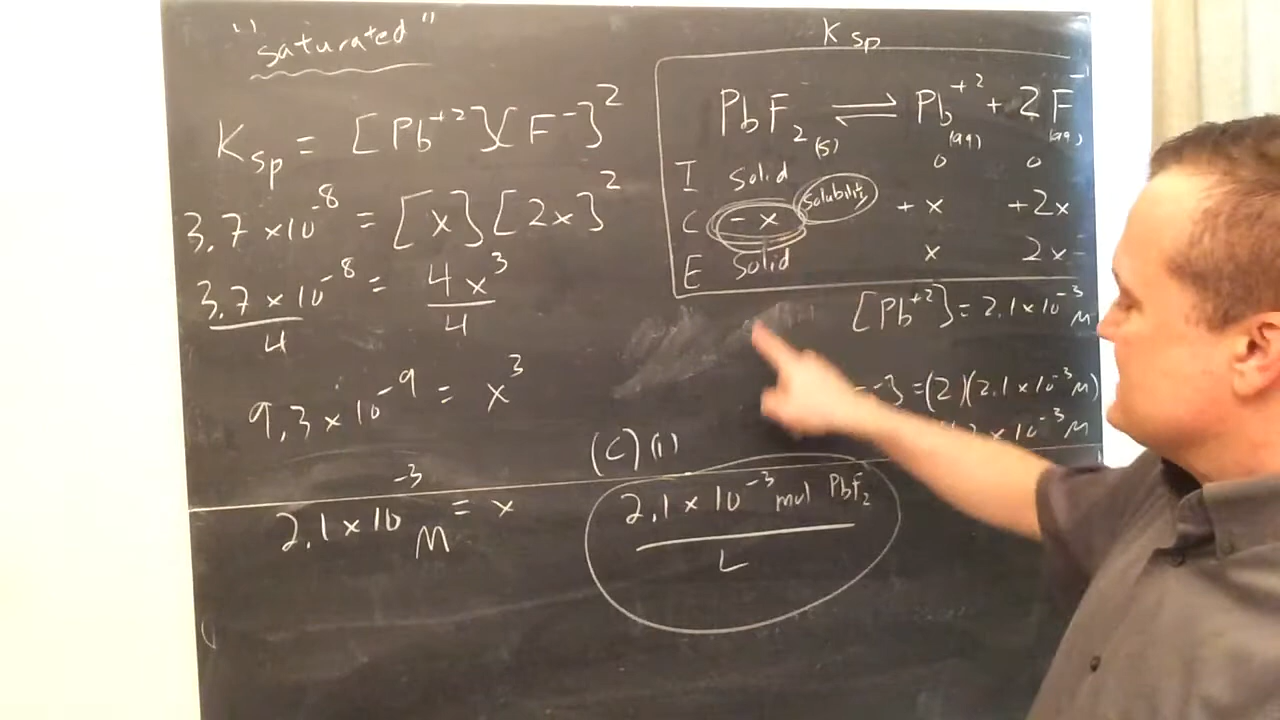 "saturated"
Ksp = [Pb⁺²][F⁻]²
3.7 ×10⁻⁸ = [x][2x]²
3.7 × 10⁻⁸ = 4x³
4 4
9.3 × 10⁻⁹ = x³
2.1 × 10⁻³ M = x
Ksp
PbF₂(s) ⇌ Pb⁺²(aq) + 2F⁻(aq)
I Solid 0 0
C -x Solubility +x +2x
E Solid x 2x
[Pb⁺²] = 2.1×10⁻³ M
=(2)(2.1×10⁻³ M)
× 10⁻³ M
(C)(1)
2.1 × 10⁻³ mol PbF₂
L